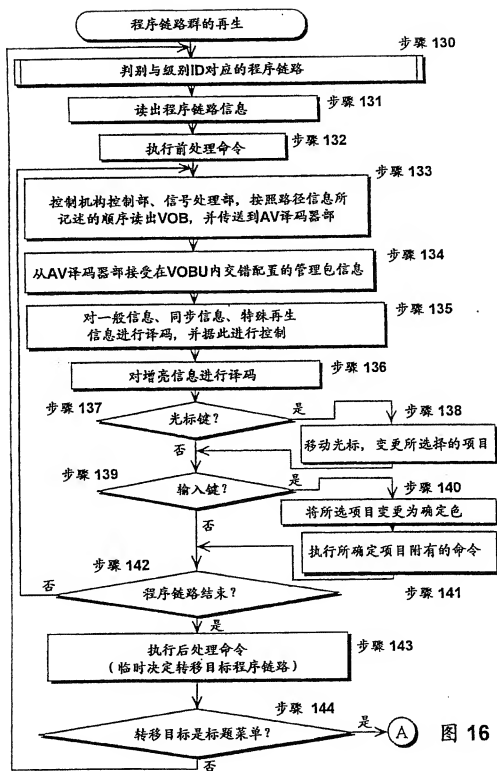 程序链路群的再生
步骤 130
判别与级别ID对应的程序链路
步骤 131
读出程序链路信息
步骤 132
执行前处理命令
步骤 133
控制机构控制部、信号处理部，按照路径信息所
记述的顺序读出VOB，并传送到AV译码器部
步骤 134
从AV译码器部接受在VOBU内交错配置的管理包信息
步骤 135
对一般信息、同步信息、特殊再生
信息进行译码，并据此进行控制
步骤 136
对增亮信息进行译码
步骤 137
光标键？
是
步骤 138
移动光标，变更所选择的项目
否
步骤 139
输入键？
是
步骤 140
将所选项目变更为确定色
否
执行所确定项目附有的命令
步骤 142
步骤 141
否
程序链路结束？
是
步骤 143
执行后处理命令
（临时决定转移目标程序链路）
步骤 144
转移目标是标题菜单？
是
A
图 16
否